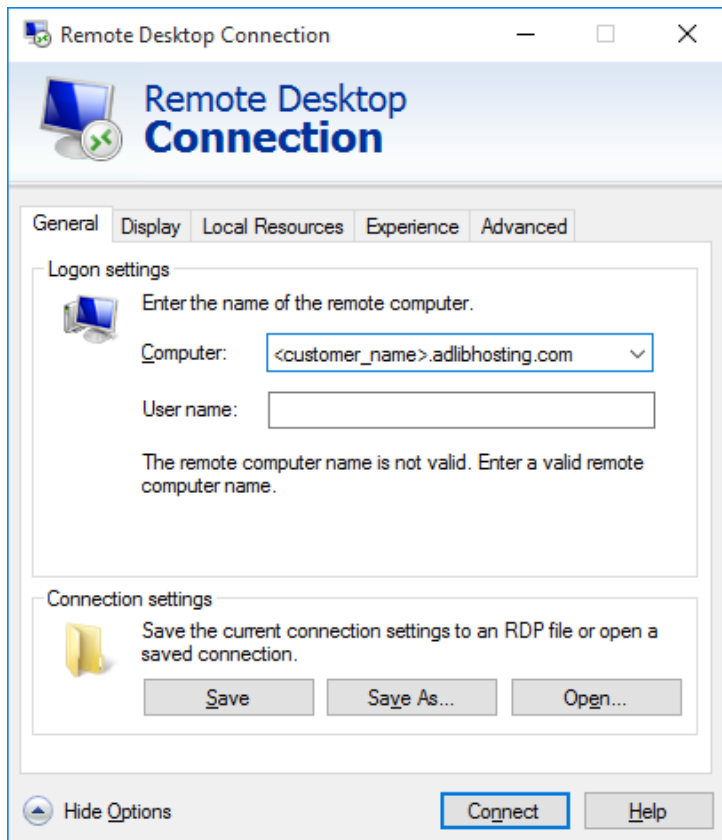 Remote Desktop Connection
Remote Desktop
Connection
General Display Local Resources Experience Advanced
Logon settings
Enter the name of the remote computer.
Computer: <customer_name>.adlibhosting.com
User name:
The remote computer name is not valid. Enter a valid remote
computer name.
Connection settings
Save the current connection settings to an RDP file or open a
saved connection.
Save Save As... Open...
Hide Options Connect Help